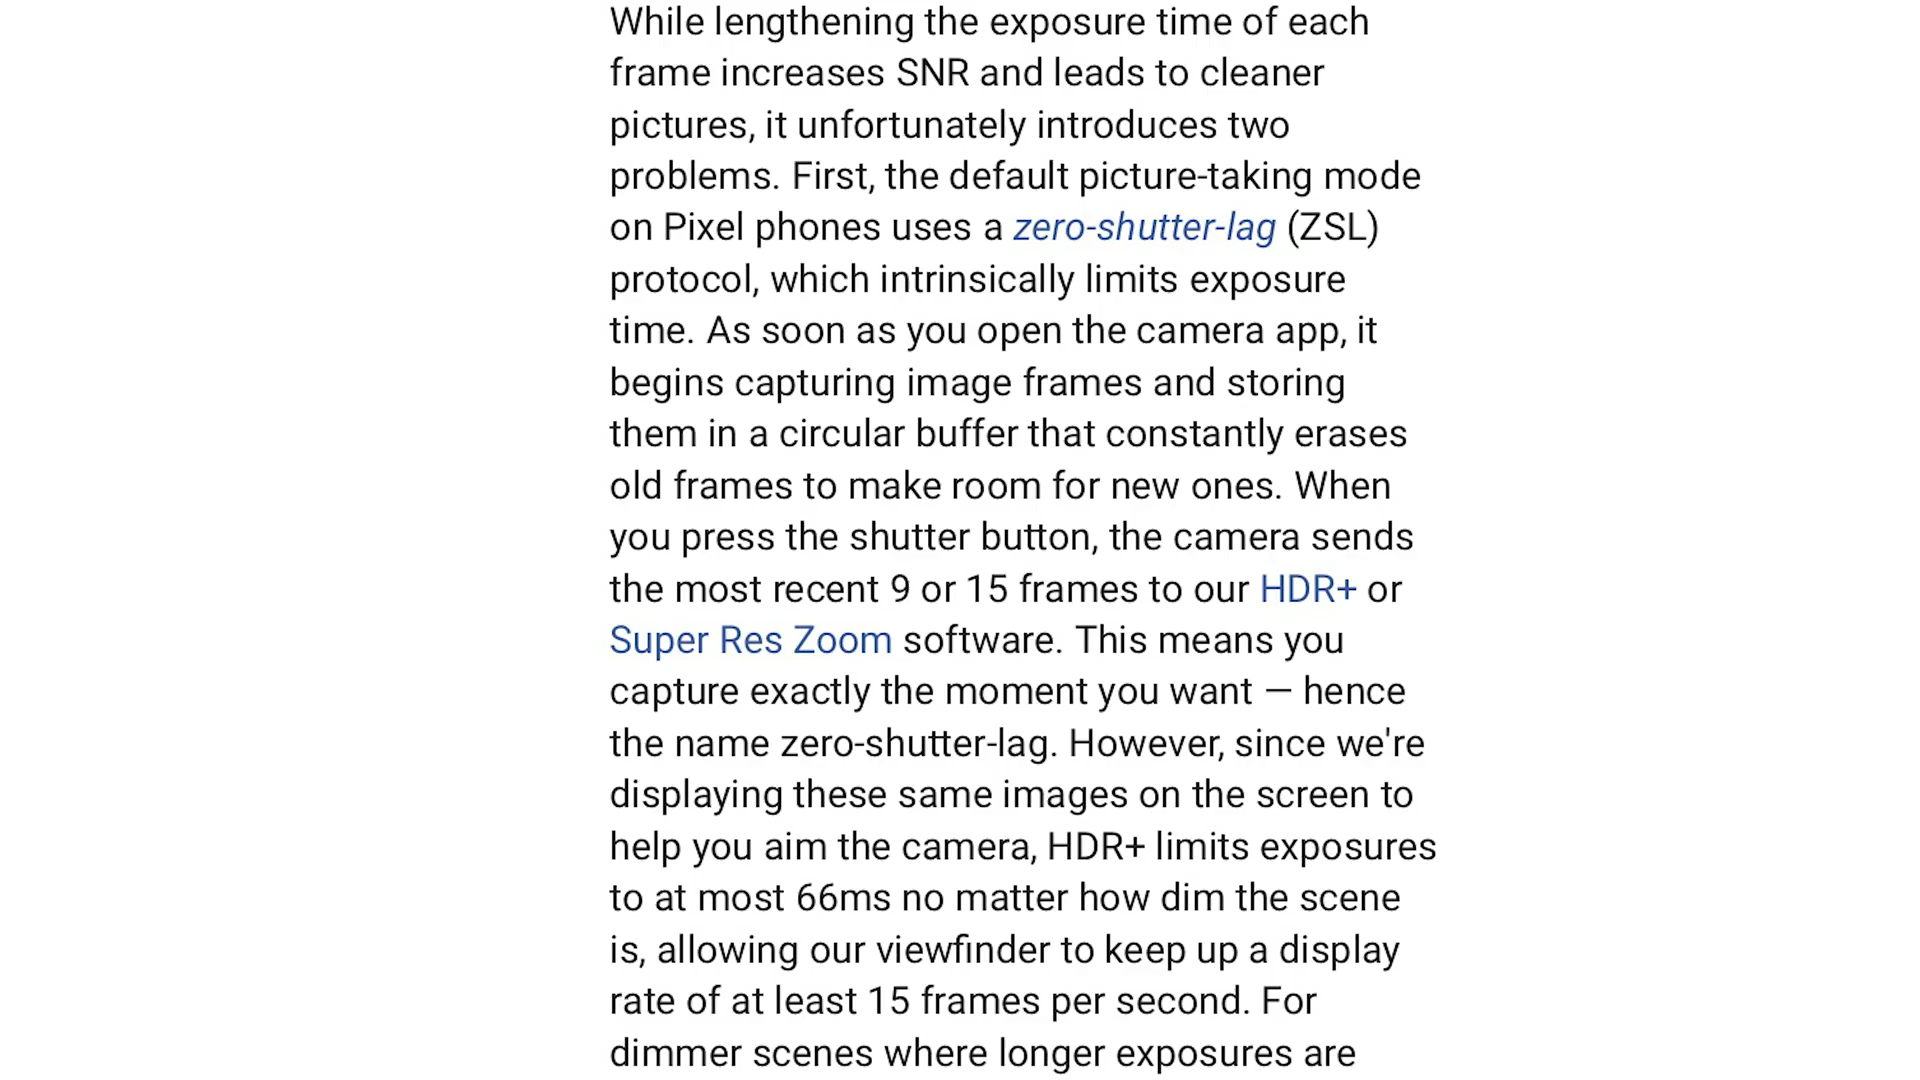 While lengthening the exposure time of each
frame increases SNR and leads to cleaner
pictures, it unfortunately introduces two
problems. First, the default picture-taking mode
on Pixel phones uses a zero-shutter-lag (ZSL)
protocol, which intrinsically limits exposure
time. As soon as you open the camera app, it
begins capturing image frames and storing
them in a circular buffer that constantly erases
old frames to make room for new ones. When
you press the shutter button, the camera sends
the most recent 9 or 15 frames to our HDR+ or
Super Res Zoom software. This means you
capture exactly the moment you want — hence
the name zero-shutter-lag. However, since we're
displaying these same images on the screen to
help you aim the camera, HDR+ limits exposures
to at most 66ms no matter how dim the scene
is, allowing our viewfinder to keep up a display
rate of at least 15 frames per second. For
dimmer scenes where longer exposures are